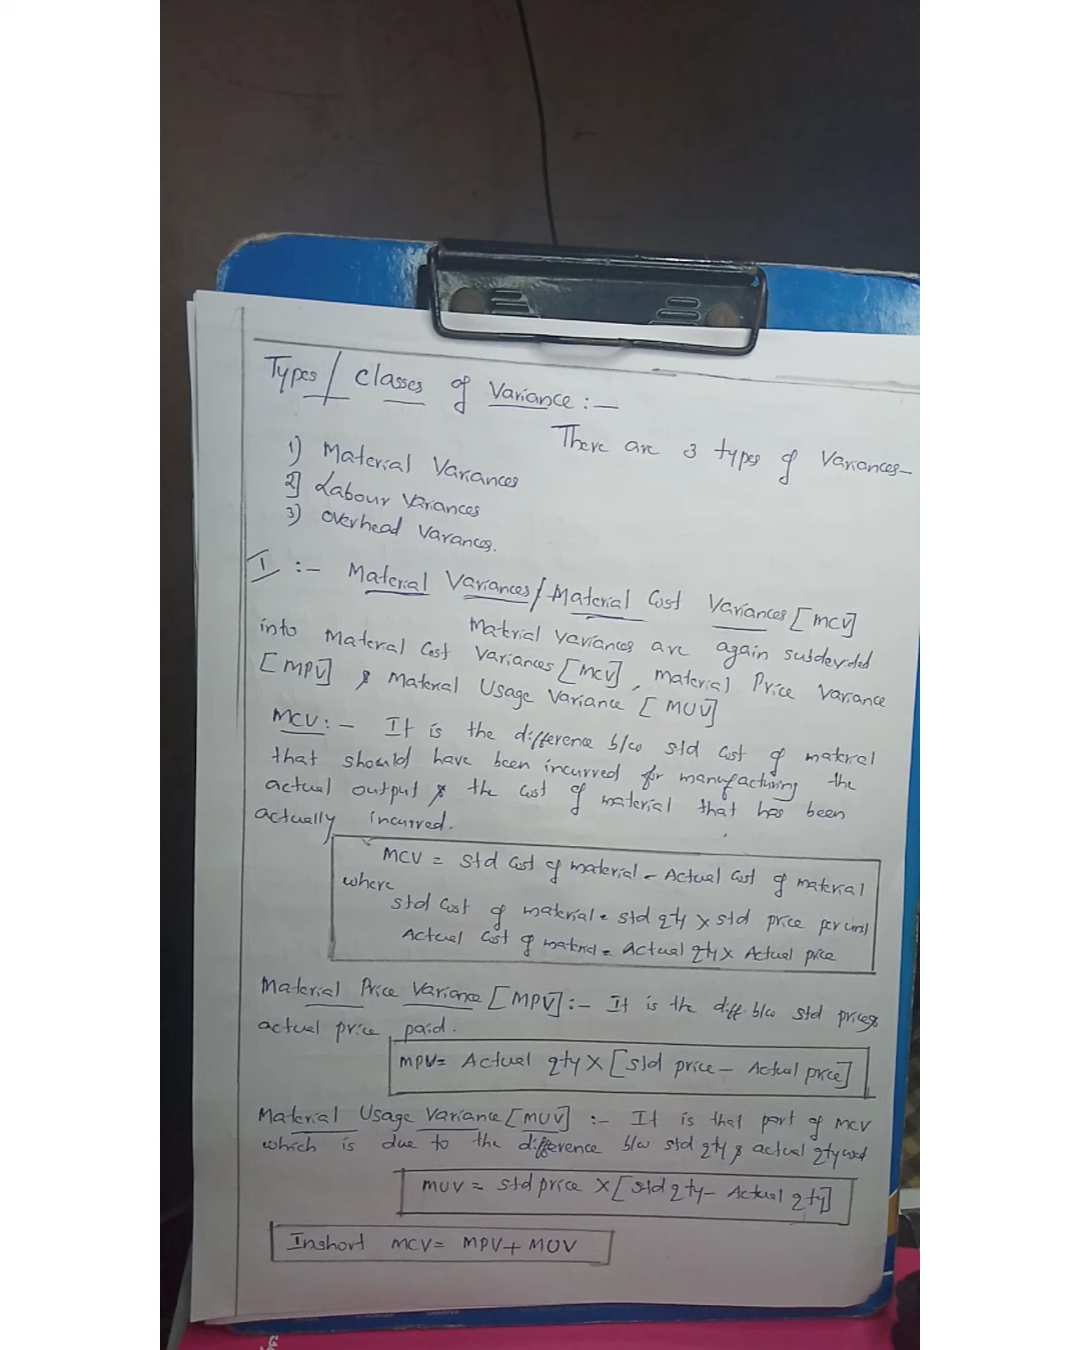 Types/ Classes of Variance :-
There are 3 types of Variances-
1) Material Variances
2] Labour Variances
3) Overhead Varances.
I :- Material Variances/Material Cost Variances [MCV]
Material variances are again subdevided
into Material Cost Variances [MCV], Material Price Variance
[MPV] & Material Usage Variance [MUV]
MCV :- It is the difference b/w std cost of material
that should have been incurred for manufacturing the
actual output & the cost of material that has been
actually incurred.
MCV = std cost of material - Actual cost of material
where
std cost of material = std qty x std price per unit
Actual cost of material = actual qty x Actual price
Material Price Variance [MPV] :- It is the diff b/w std price &
actual price paid.
MPV = Actual qty x [std price - Actual price]
Material Usage Variance [MUV] :- It is that part of MCV
which is due to the difference b/w std qty & actual qty used
MUV = std price x [std qty - Actual qty]
Inshort MCV = MPV + MUV